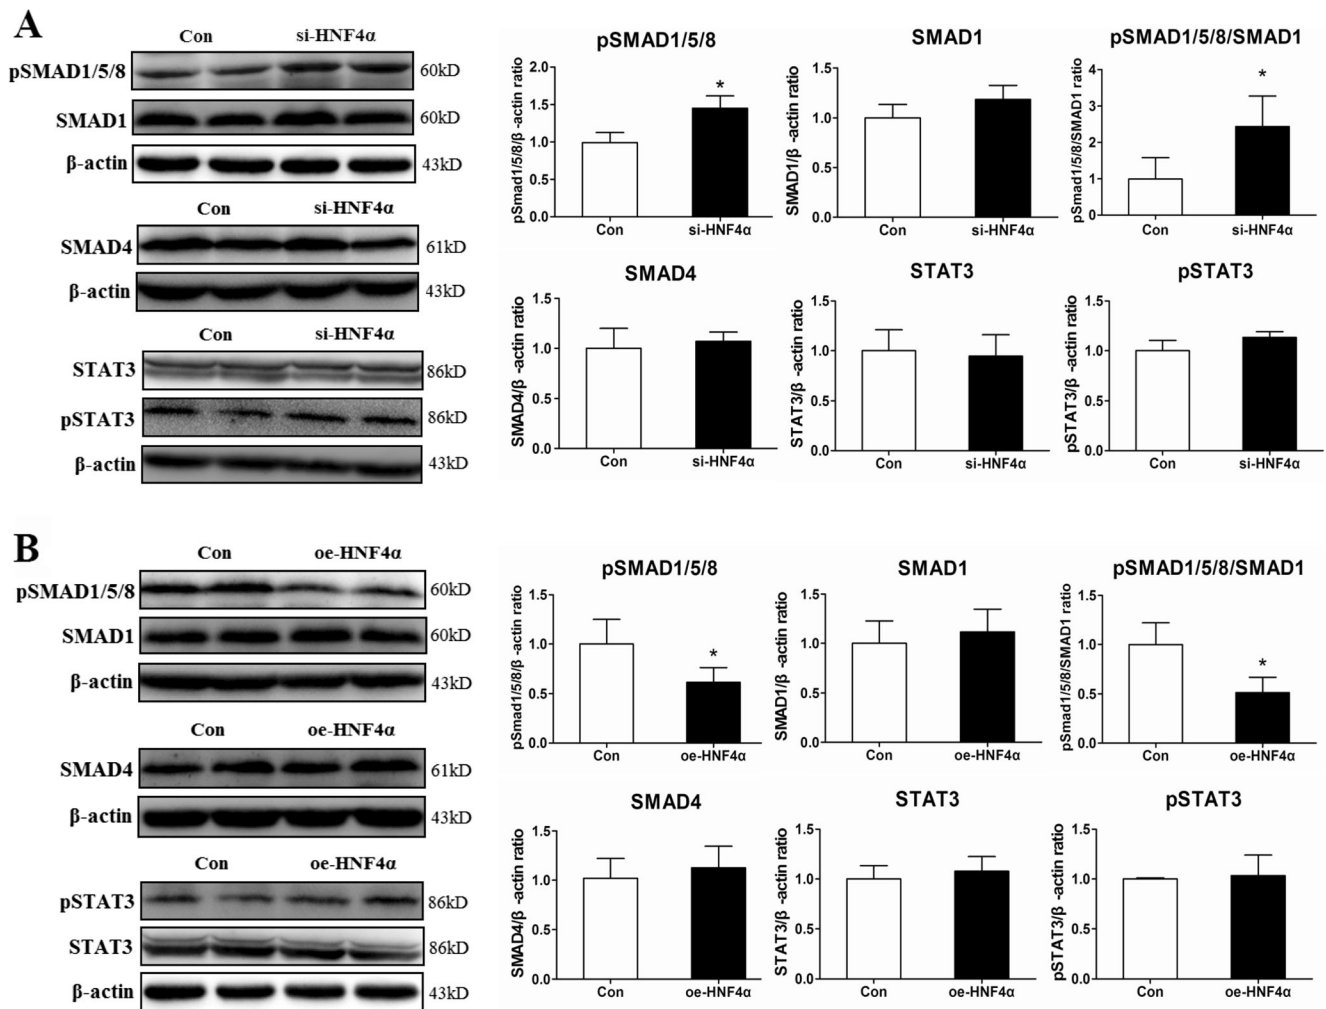 A
Con si-HNF4α
pSMAD1/5/8 60kD
SMAD1 60kD
β-actin 43kD
Con si-HNF4α
SMAD4 61kD
β-actin 43kD
Con si-HNF4α
STAT3 86kD
pSTAT3 86kD
β-actin 43kD
pSMAD1/5/8
pSmad1/5/8/β -actin ratio
2.0
1.5
1.0
0.5
0.0
Con si-HNF4α
*
SMAD1
SMAD1/β -actin ratio
1.5
1.0
0.5
0.0
Con si-HNF4α
pSMAD1/5/8/SMAD1
pSmad1/5/8/SMAD1 ratio
4
3
2
1
0
Con si-HNF4α
*
SMAD4
SMAD4/β -actin ratio
1.5
1.0
0.5
0.0
Con si-HNF4α
STAT3
STAT3/β -actin ratio
1.5
1.0
0.5
0.0
Con si-HNF4α
pSTAT3
pSTAT3/β -actin ratio
1.5
1.0
0.5
0.0
Con si-HNF4α
B
Con oe-HNF4α
pSMAD1/5/8 60kD
SMAD1 60kD
β-actin 43kD
Con oe-HNF4α
SMAD4 61kD
β-actin 43kD
Con oe-HNF4α
pSTAT3 86kD
STAT3 86kD
β-actin 43kD
pSMAD1/5/8
pSmad1/5/8/β -actin ratio
1.5
1.0
0.5
0.0
Con oe-HNF4α
*
SMAD1
SMAD1/β -actin ratio
1.5
1.0
0.5
0.0
Con oe-HNF4α
pSMAD1/5/8/SMAD1
pSmad1/5/8/SMAD1 ratio
1.5
1.0
0.5
0.0
Con oe-HNF4α
*
SMAD4
SMAD4/β -actin ratio
1.5
1.0
0.5
0.0
Con oe-HNF4α
STAT3
STAT3/β -actin ratio
1.5
1.0
0.5
0.0
Con oe-HNF4α
pSTAT3
pSTAT3/β -actin ratio
1.5
1.0
0.5
0.0
Con oe-HNF4α